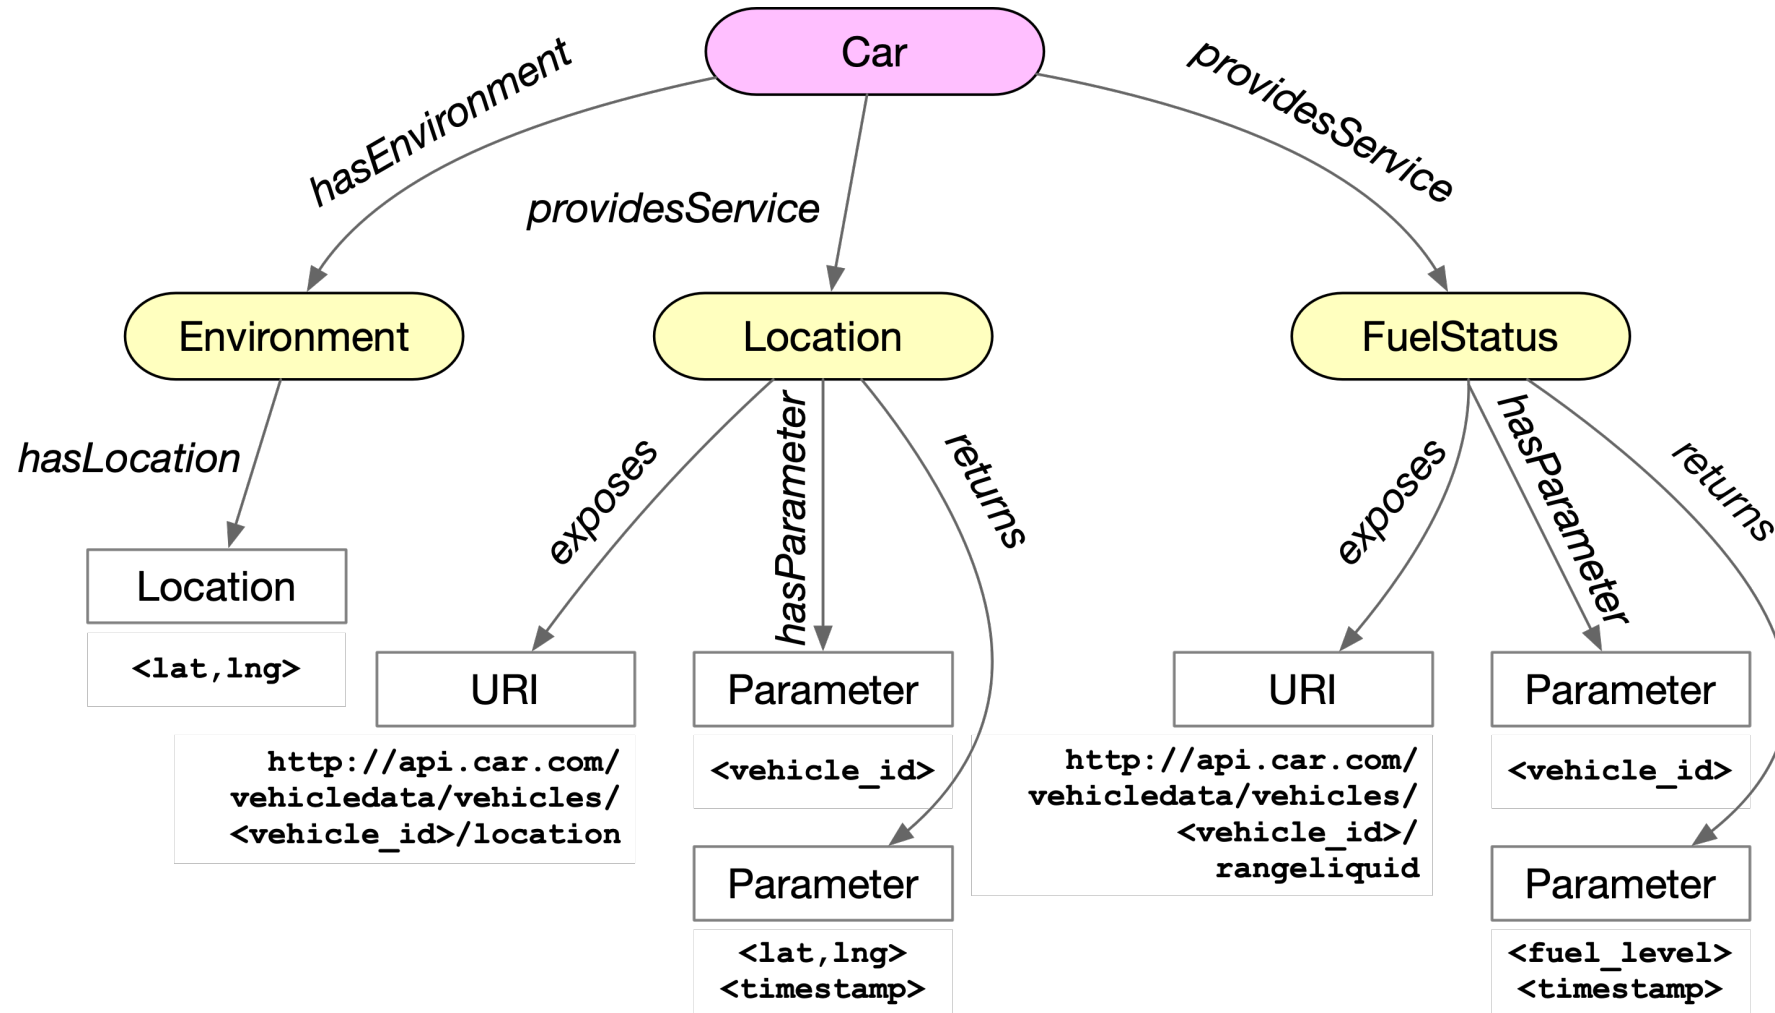 Car
hasEnvironment
providesService
providesService
Environment
Location
FuelStatus
hasLocation
exposes
hasParameter
returns
exposes
hasParameter
returns
Location
<lat,lng>
URI
http://api.car.com/
vehicledata/vehicles/
<vehicle_id>/location
Parameter
<vehicle_id>
Parameter
<lat,lng>
<timestamp>
URI
http://api.car.com/
vehicledata/vehicles/
<vehicle_id>/
rangeliquid
Parameter
<vehicle_id>
Parameter
<fuel_level>
<timestamp>